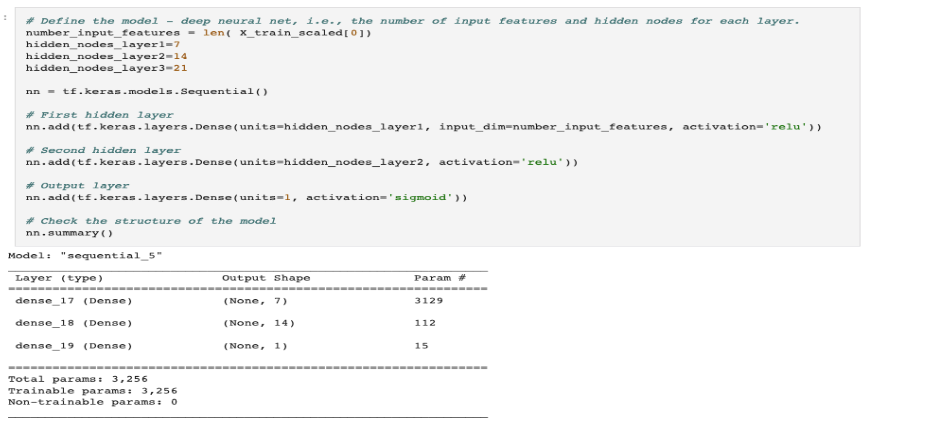 :
# Define the model - deep neural net, i.e., the number of input features and hidden nodes for each layer.
number_input_features = len( X_train_scaled[0])
hidden_nodes_layer1=7
hidden_nodes_layer2=14
hidden_nodes_layer3=21
nn = tf.keras.models.Sequential()
# First hidden layer
nn.add(tf.keras.layers.Dense(units=hidden_nodes_layer1, input_dim=number_input_features, activation='relu'))
# Second hidden layer
nn.add(tf.keras.layers.Dense(units=hidden_nodes_layer2, activation='relu'))
# Output layer
nn.add(tf.keras.layers.Dense(units=1, activation='sigmoid'))
# Check the structure of the model
nn.summary()
Model: "sequential_5"
Layer (type) Output Shape Param #
dense_17 (Dense) (None, 7) 3129
dense_18 (Dense) (None, 14) 112
dense_19 (Dense) (None, 1) 15
Total params: 3,256
Trainable params: 3,256
Non-trainable params: 0